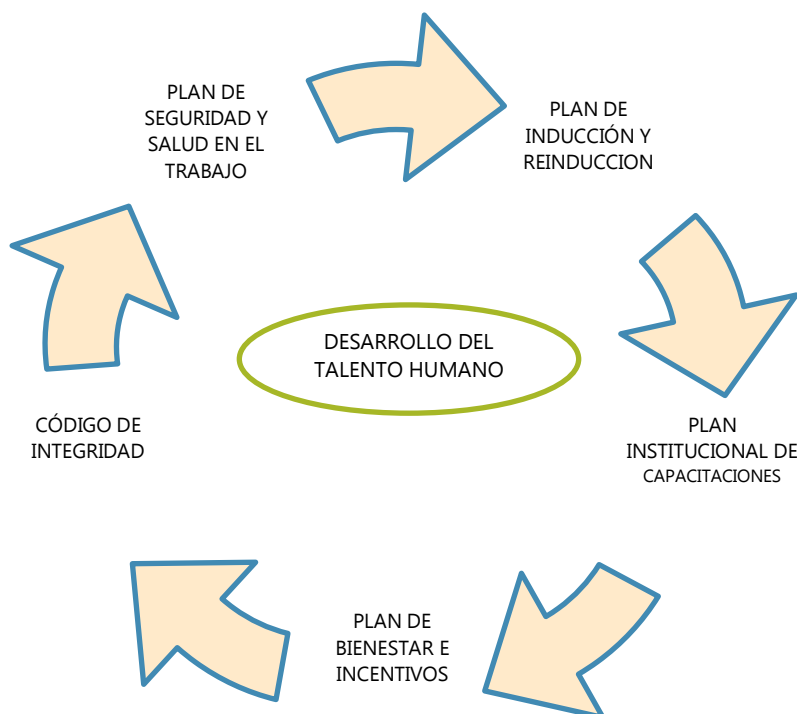 PLAN DE
SEGURIDAD Y
SALUD EN EL
TRABAJO
PLAN DE
INDUCCIÓN Y
REINDUCCION
DESARROLLO DEL
TALENTO HUMANO
CÓDIGO DE
INTEGRIDAD
PLAN
INSTITUCIONAL DE
CAPACITACIONES
PLAN DE
BIENESTAR E
INCENTIVOS